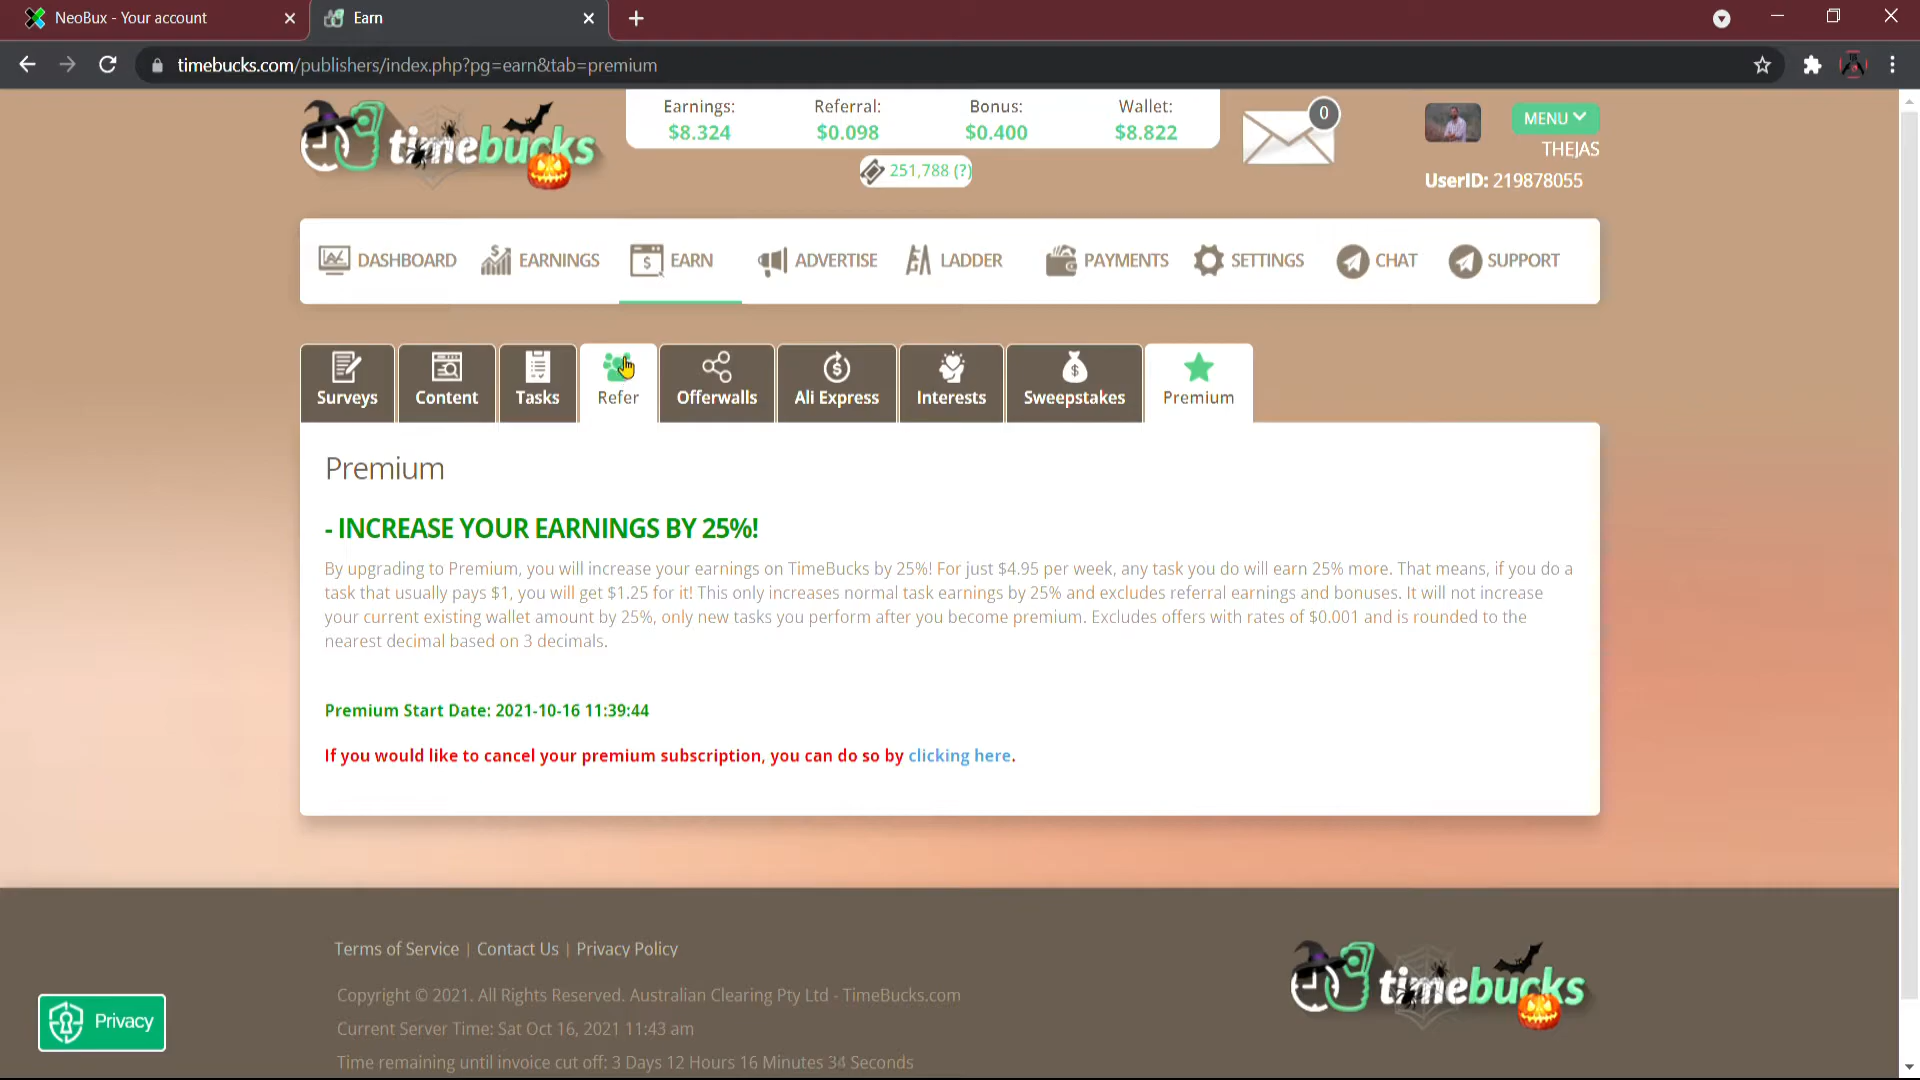 NeoBux - Your account
Earn
timebucks.com/publishers/index.php?pg=earn&tab=premium
timebucks
Earnings: Referral: Bonus: Wallet:
$8.324 $0.098 $0.400 $8.822
251,788 (?)
0
MENU
THEJAS
UserID: 219878055
DASHBOARD EARNINGS EARN ADVERTISE LADDER PAYMENTS SETTINGS CHAT SUPPORT
Surveys Content Tasks Refer Offerwalls Ali Express Interests Sweepstakes Premium
Premium
- INCREASE YOUR EARNINGS BY 25%!
By upgrading to Premium, you will increase your earnings on TimeBucks by 25%! For just $4.95 per week, any task you do will earn 25% more. That means, if you do a
task that usually pays $1, you will get $1.25 for it! This only increases normal task earnings by 25% and excludes referral earnings and bonuses. It will not increase
your current existing wallet amount by 25%, only new tasks you perform after you become premium. Excludes offers with rates of $0.001 and is rounded to the
nearest decimal based on 3 decimals.
Premium Start Date: 2021-10-16 11:39:44
If you would like to cancel your premium subscription, you can do so by clicking here.
Terms of Service | Contact Us | Privacy Policy
timebucks
Copyright © 2021. All Rights Reserved. Australian Clearing Pty Ltd - TimeBucks.com
Privacy
Current Server Time: Sat Oct 16, 2021 11:43 am
Time remaining until invoice cut off: 3 Days 12 Hours 16 Minutes 34 Seconds